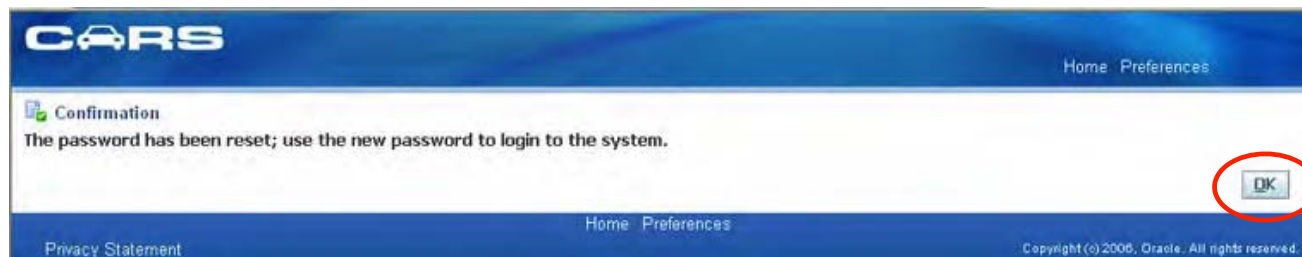 CARS
Home Preferences
Confirmation
The password has been reset; use the new password to login to the system.
OK
Home Preferences
Privacy Statement
Copyright (c) 2006, Oracle. All rights reserved.